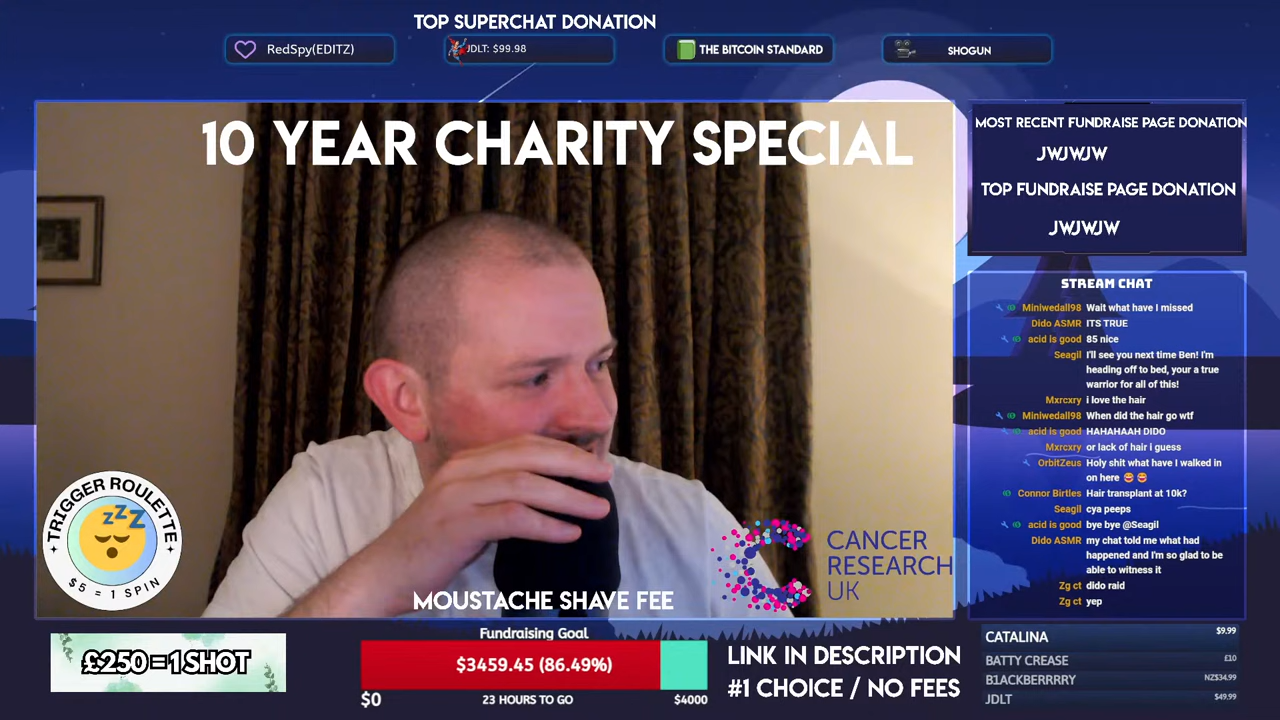 TOP SUPERCHAT DONATION
RedSpy(EDITZ)
JDLT: $99.98
THE BITCOIN STANDARD
SHOGUN
10 YEAR CHARITY SPECIAL
MOST RECENT FUNDRAISE PAGE DONATION
JWJWJW
TOP FUNDRAISE PAGE DONATION
JWJWJW
STREAM CHAT
Miniwedall98 Wait what have I missed
Dido ASMR ITS TRUE
acid is good 85 nice
Seagil I'll see you next time Ben! I'm
heading off to bed, your a true
warrior for all of this!
Mxrcxry i love the hair
Miniwedall98 When did the hair go wtf
acid is good HAHAHAAH DIDO
Mxrcxry or lack of hair i guess
OrbitZeus Holy shit what have I walked in
on here 😂 😂
Connor Birtles Hair transplant at 10k?
Seagil cya peeps
acid is good bye bye @Seagil
Dido ASMR my chat told me what had
happened and I'm so glad to be
able to witness it
Zg ct dido raid
Zg ct yep
TRIGGER ROULETTE
zzz
$5 = 1 SPIN
CANCER
RESEARCH
UK
MOUSTACHE SHAVE FEE
£250 = 1 SHOT
Fundraising Goal
$3459.45 (86.49%)
$0 23 HOURS TO GO $4000
LINK IN DESCRIPTION
#1 CHOICE / NO FEES
CATALINA $9.99
BATTY CREASE £10
B1ACKBERRRRY NZ$34.99
JDLT $49.99